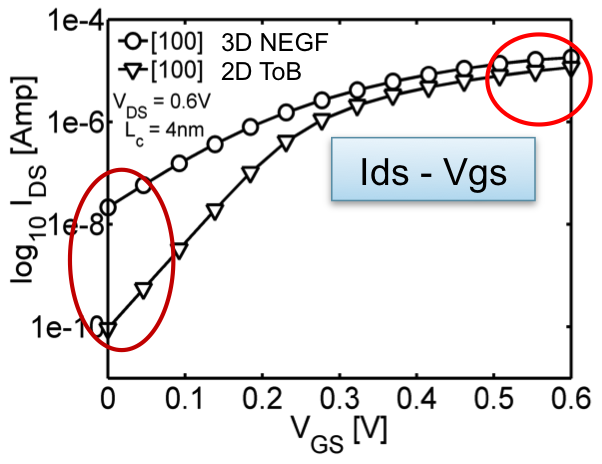 [100] 3D NEGF
[100] 2D ToB
V_DS = 0.6V
L_c = 4nm
Ids - Vgs
log10 I_DS [Amp]
1e-4
1e-6
1e-8
1e-10
0 0.1 0.2 0.3 0.4 0.5 0.6
V_GS [V]